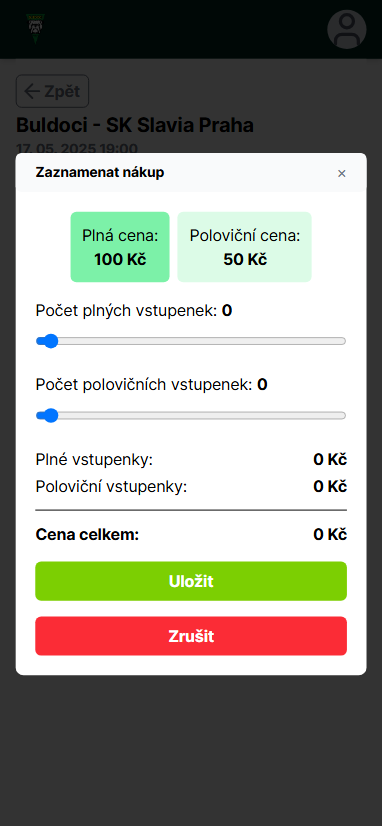 Zpět
Buldoci - SK Slavia Praha
17. 05. 2025 19:00
Zaznamenat nákup ×
Plná cena:
100 Kč
Poloviční cena:
50 Kč
Počet plných vstupenek: 0
Počet polovičních vstupenek: 0
Plné vstupenky: 0 Kč
Poloviční vstupenky: 0 Kč
Cena celkem: 0 Kč
Uložit
Zrušit